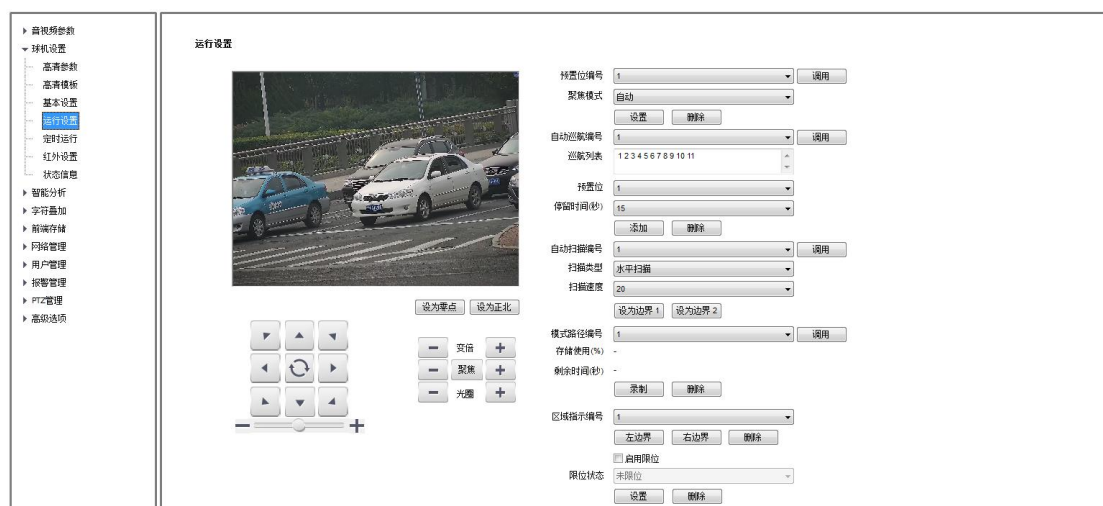 音视频参数
球机设置
高清参数
高清模板
基本设置
运行设置
定时运行
红外设置
状态信息
智能分析
字符叠加
前端存储
网络管理
用户管理
报警管理
PTZ管理
高级选项
运行设置
设为零点 设为正北
变倍
聚焦
光圈
预置位编号 1 调用
聚焦模式 自动
设置 删除
自动巡航编号 1 调用
巡航列表 1 2 3 4 5 6 7 8 9 10 11
预置位 1
停留时间(秒) 15
添加 删除
自动扫描编号 1 调用
扫描类型 水平扫描
扫描速度 20
设为边界 1 设为边界 2
模式路径编号 1 调用
存储使用(%) -
剩余时间(秒) -
录制 删除
区域指示编号 1
左边界 右边界 删除
启用限位
限位状态 未限位
设置 删除